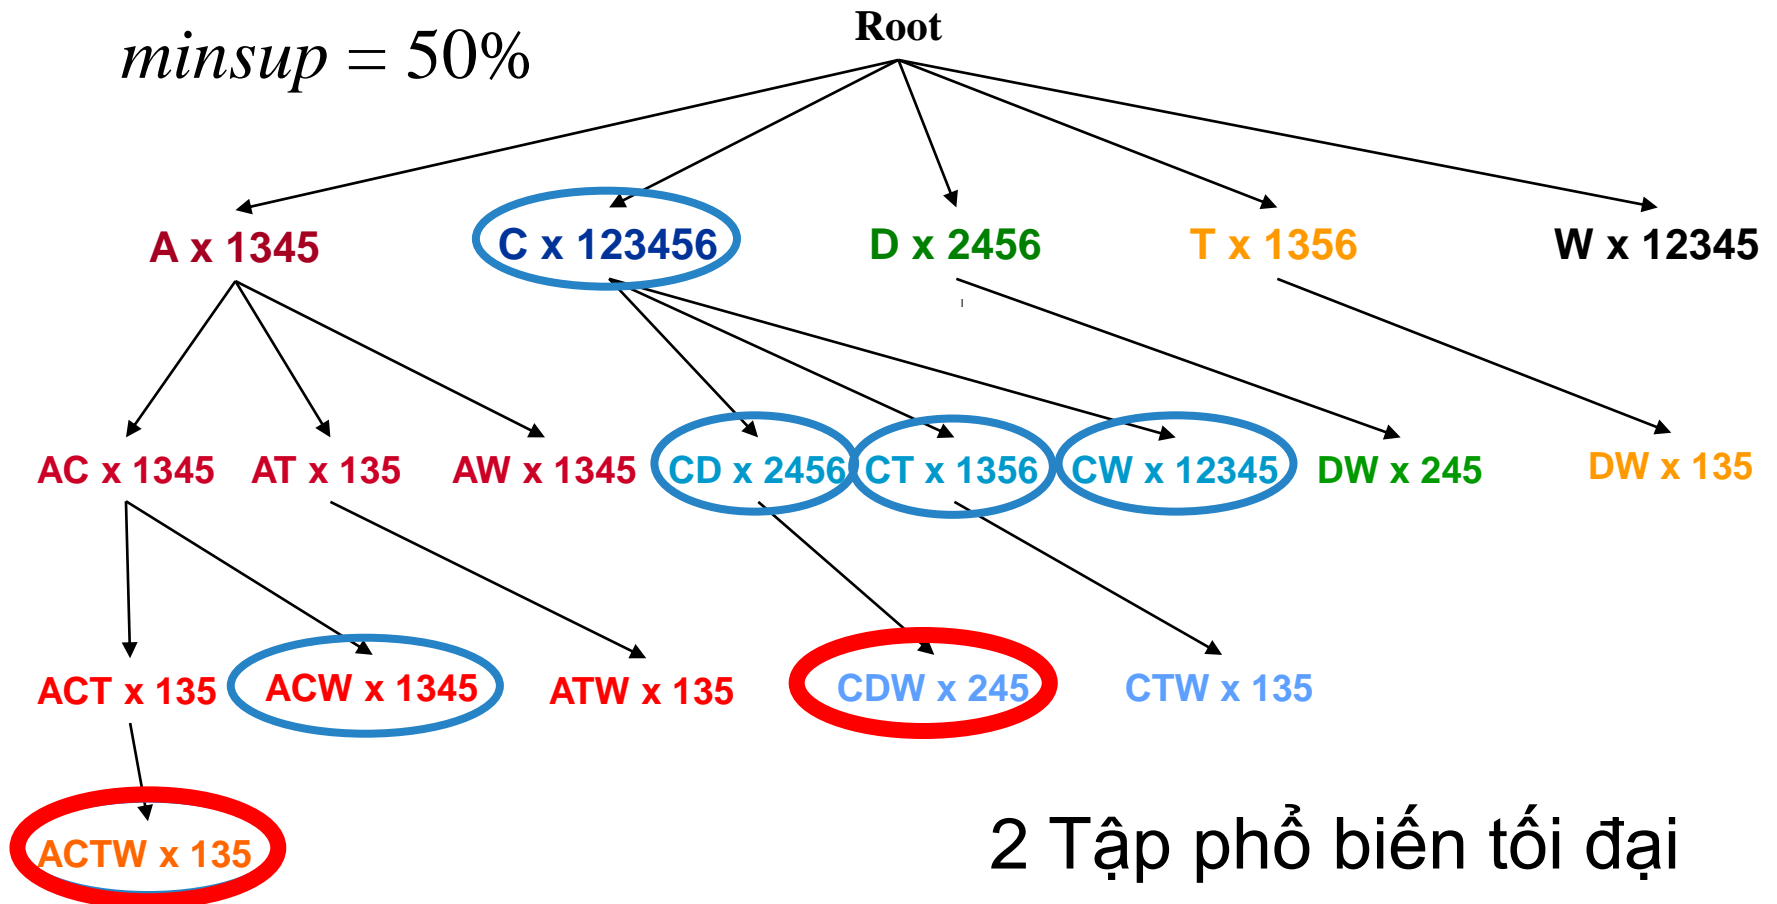 Root
minsup = 50%
A x 1345 C x 123456 D x 2456 T x 1356 W x 12345
AC x 1345 AT x 135 AW x 1345 CD x 2456 CT x 1356 CW x 12345 DW x 245 DW x 135
ACT x 135 ACW x 1345 ATW x 135 CDW x 245 CTW x 135
ACTW x 135
2 Tập phổ biến tối đại